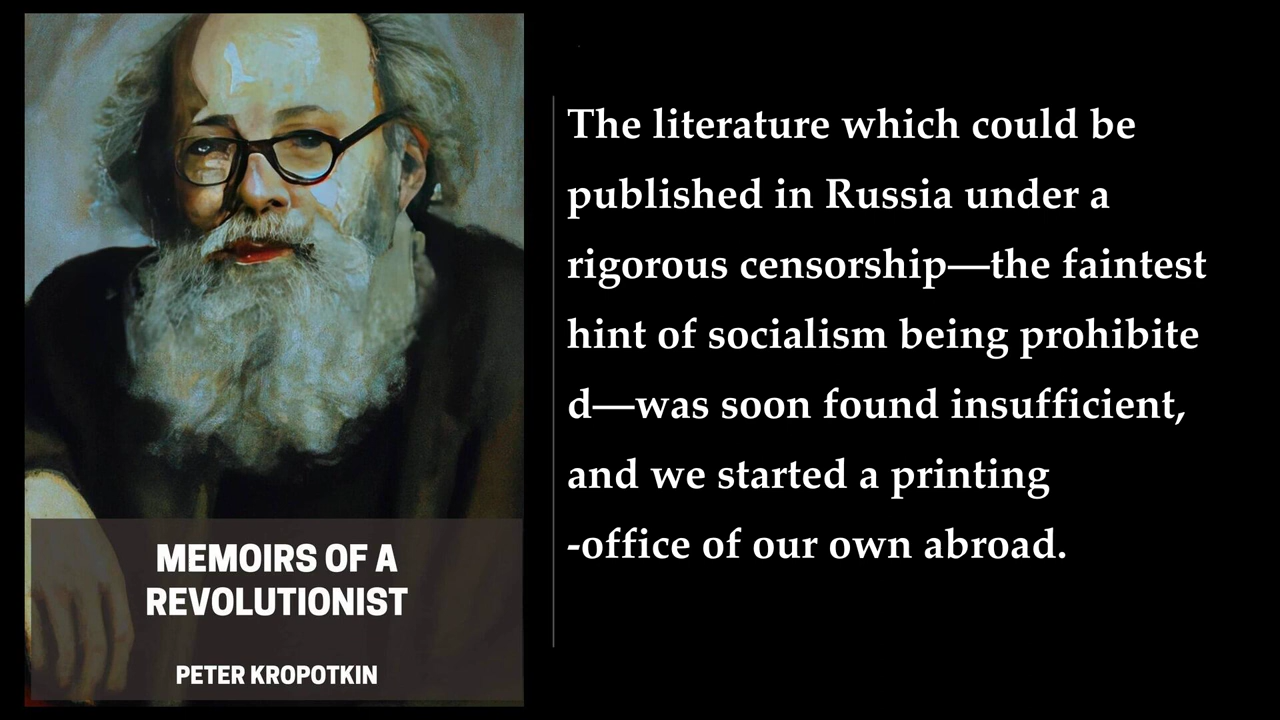 MEMOIRS OF A
REVOLUTIONIST
PETER KROPOTKIN
The literature which could be
published in Russia under a
rigorous censorship—the faintest
hint of socialism being prohibite
d—was soon found insufficient,
and we started a printing
-office of our own abroad.